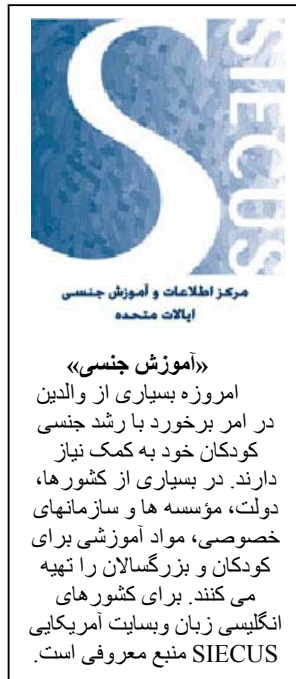 SIECUS
مرکز اطلاعات و آموزش جنسی
ایالات متحده
«آموزش جنسی»
امروزه بسیاری از والدین
در امر برخورد با رشد جنسی
کودکان خود به کمک نیاز
دارند. در بسیاری از کشورها،
دولت، مؤسسه ها و سازمانهای
خصوصی، مواد آموزشی برای
کودکان و بزرگسالان را تهیه
می کنند. برای کشورهای
انگلیسی زبان وبسایت آمریکایی
SIECUS منبع معروفی است.